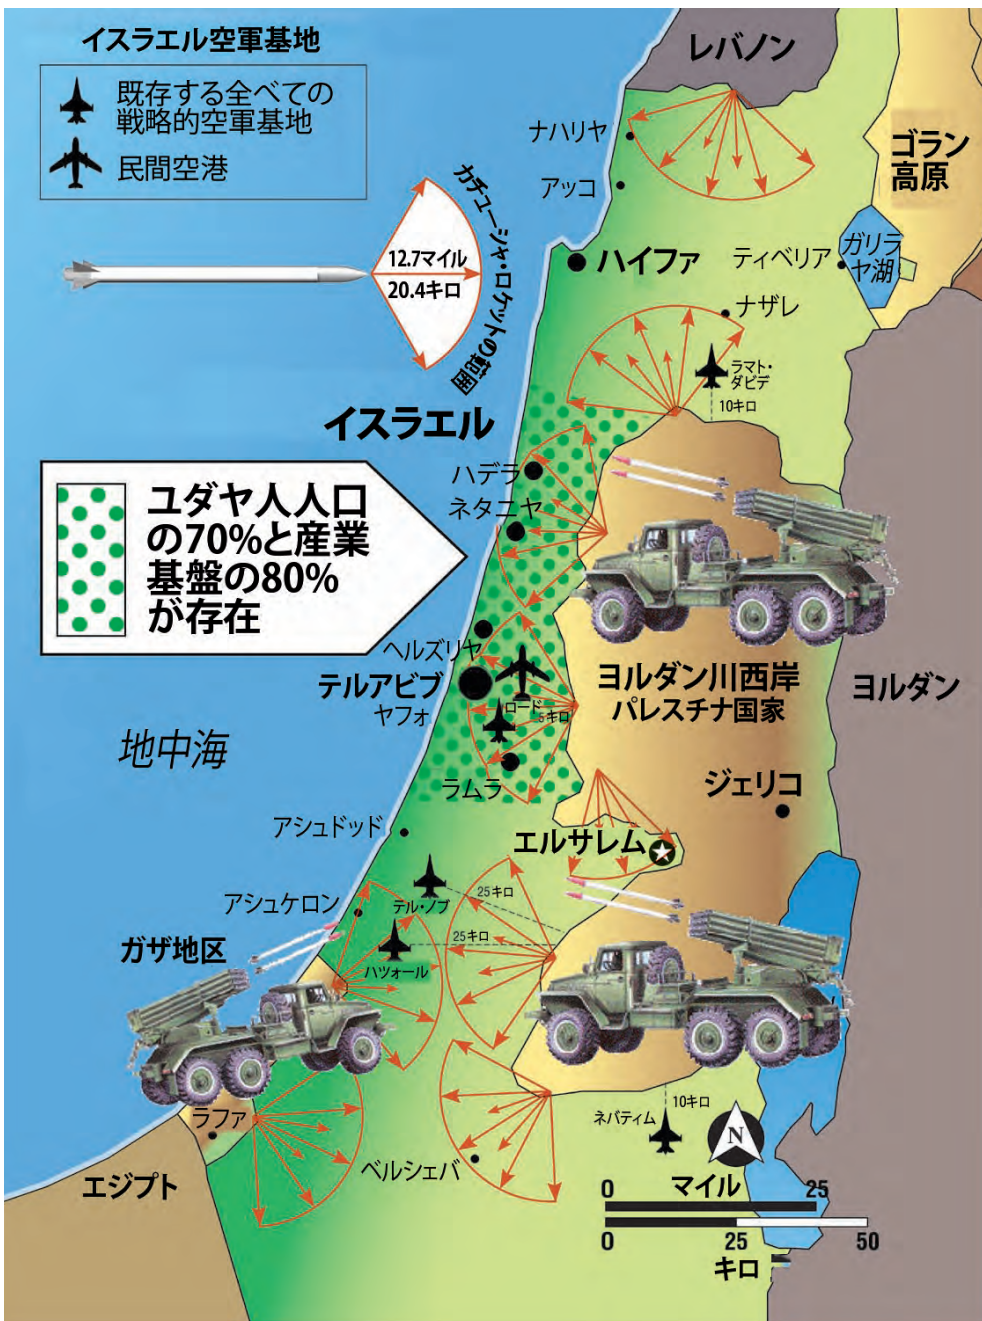 イスラエル空軍基地
既存する全べての
戦略的空軍基地
民間空港
レバノン
ゴラン
高原
ナハリヤ
アッコ
カチューシャ・ロケットの範囲
12.7マイル
20.4キロ
ハイファ
ティベリア
ガリラ
ヤ湖
ナザレ
ラマト・
ダビデ
10キロ
イスラエル
ハデラ
ネタニヤ
ユダヤ人人口
の70%と産業
基盤の80%
が存在
ヘルズリヤ
テルアビブ
ヤフォ
ロード
5キロ
ヨルダン川西岸
パレスチナ国家
ヨルダン
地中海
ラムラ
ジェリコ
アシュドッド
エルサレム
テル・ノブ
25キロ
アシュケロン
25キロ
ガザ地区
ハツォール
ラファ
ネバティム
10キロ
N
ベルシェバ
エジプト
0 マイル 25
0 25 50
キロ